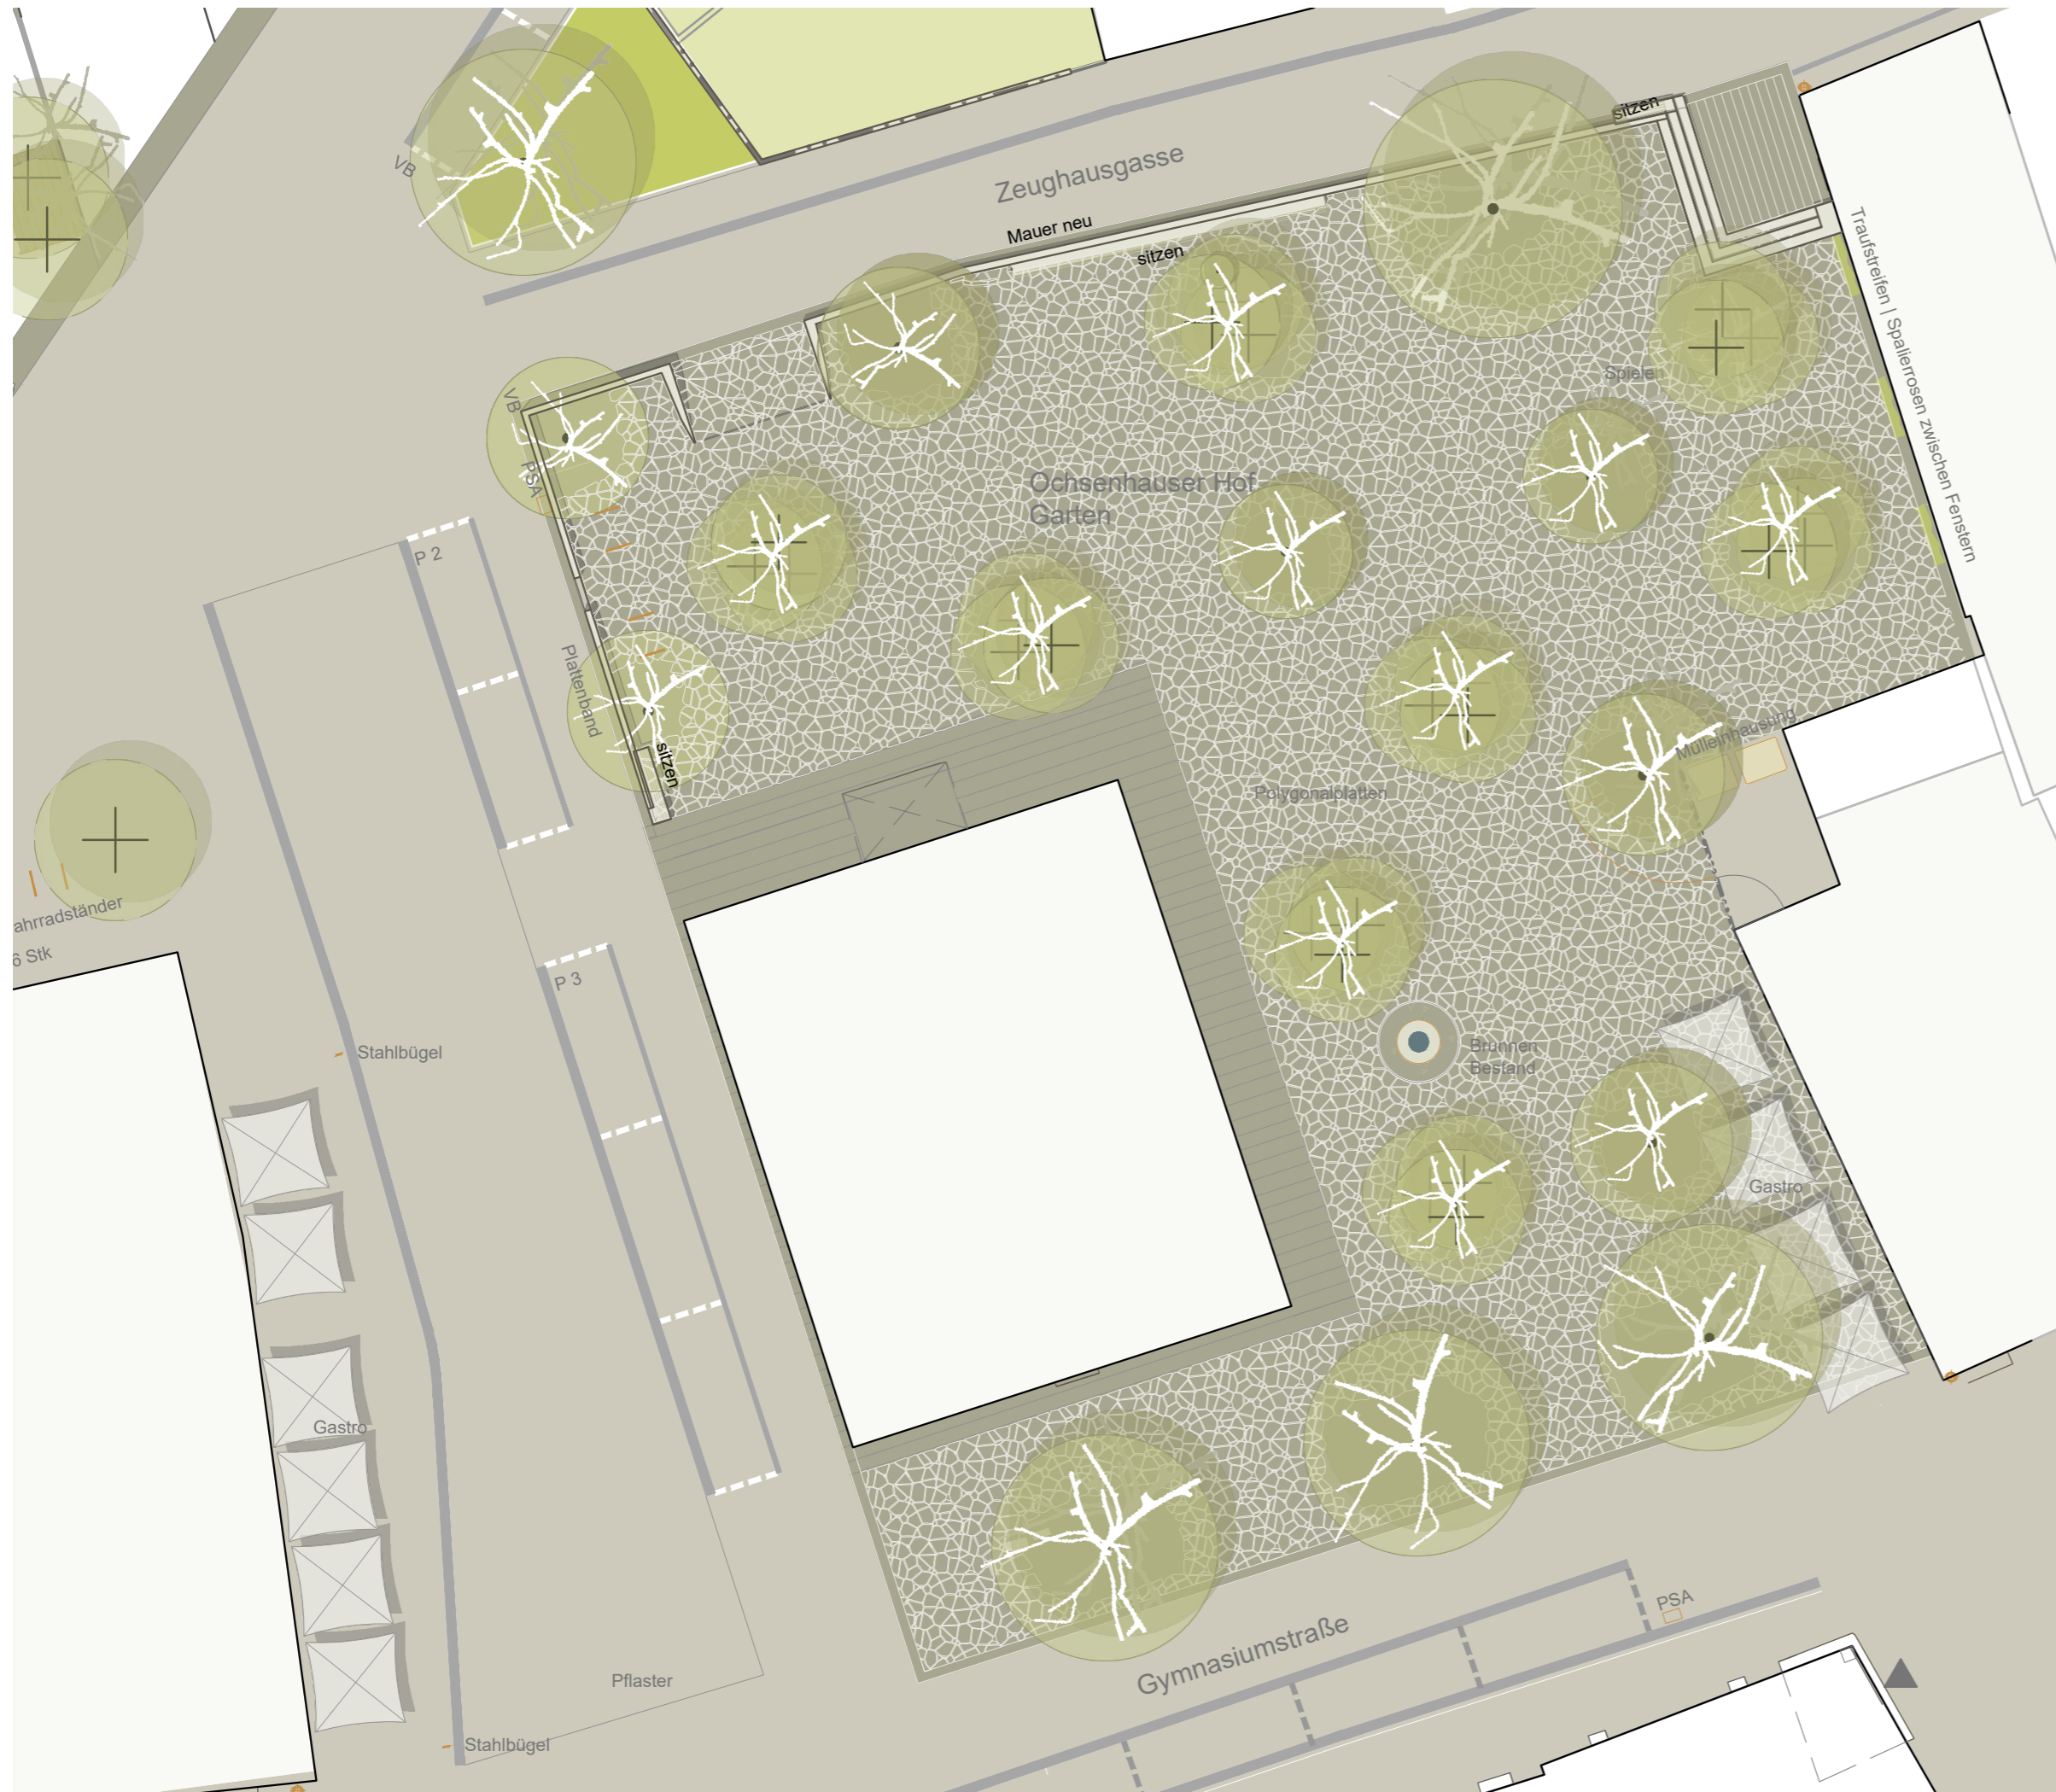 sitzen
VB
Zeughausgasse
Mauer neu
sitzen
Traufstreifen | Spalierrosen zwischen Fenstern
Spiele
VB
PSA
Ochsenhauser Hof
Garten
P 2
Plattenband
sitzen
Mülleinhausung
Polygonalplatten
ahrradständer
6 Stk
P 3
Stahlbügel
Brunnen
Bestand
Gastro
Gastro
PSA
Gymnasiumstraße
Pflaster
Stahlbügel